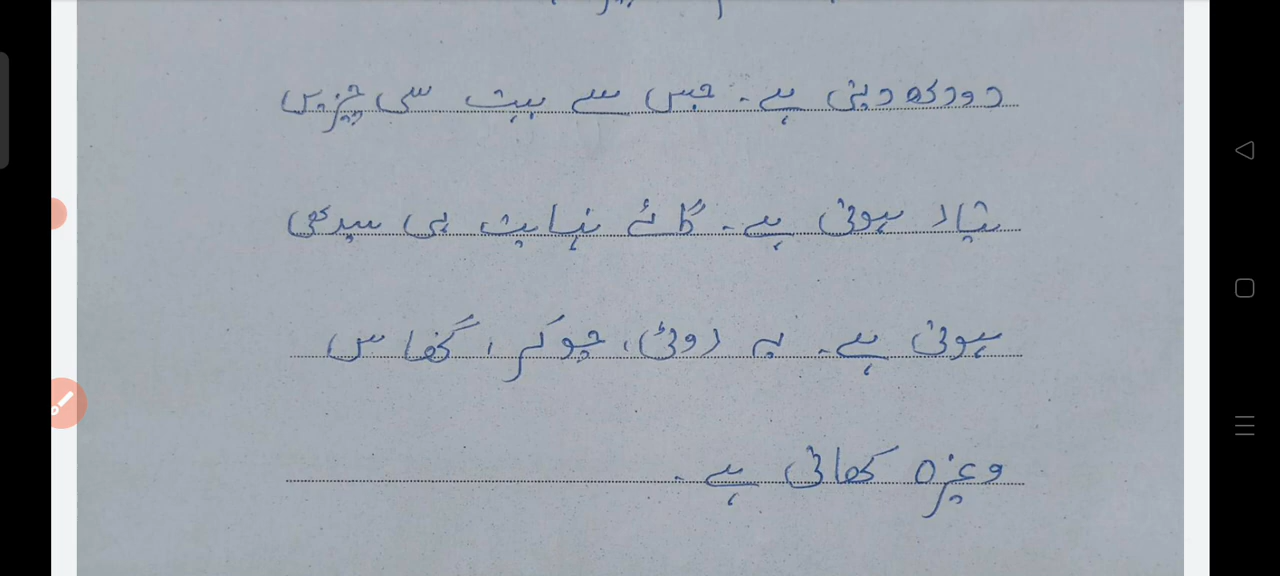 دودھ دیتی ہے۔ جس سے بہت سی چیزیں
تیار ہوتی ہے۔ گائے نہایت ہی سیدھی
ہوتی ہے۔ یہ روٹی، چوکر، گھاس
وغیرہ کھاتی ہے۔